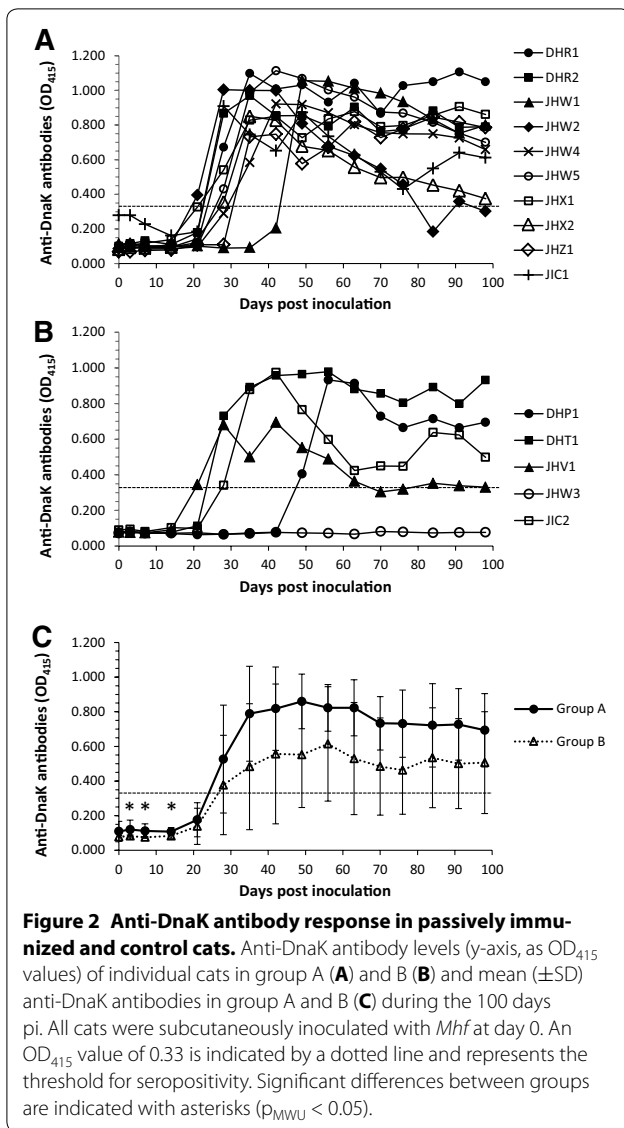 A
Anti-DnaK antibodies (OD415)
1.200
1.000
0.800
0.600
0.400
0.200
0.000
0 10 20 30 40 50 60 70 80 90 100
Days post inoculation
DHR1
DHR2
JHW1
JHW2
JHW4
JHW5
JHX1
JHX2
JHZ1
JIC1
B
Anti-DnaK antibodies (OD415)
1.200
1.000
0.800
0.600
0.400
0.200
0.000
0 10 20 30 40 50 60 70 80 90 100
Days post inoculation
DHP1
DHT1
JHV1
JHW3
JIC2
C
Anti-DnaK antibodies (OD415)
1.200
1.000
0.800
0.600
0.400
0.200
0.000
* * *
0 10 20 30 40 50 60 70 80 90 100
Days post inoculation
Group A
Group B
Figure 2 Anti-DnaK antibody response in passively immu-
nized and control cats. Anti-DnaK antibody levels (y-axis, as OD415
values) of individual cats in group A (A) and B (B) and mean (±SD)
anti-DnaK antibodies in group A and B (C) during the 100 days
pi. All cats were subcutaneously inoculated with Mhf at day 0. An
OD415 value of 0.33 is indicated by a dotted line and represents the
threshold for seropositivity. Significant differences between groups
are indicated with asterisks (pMWU < 0.05).